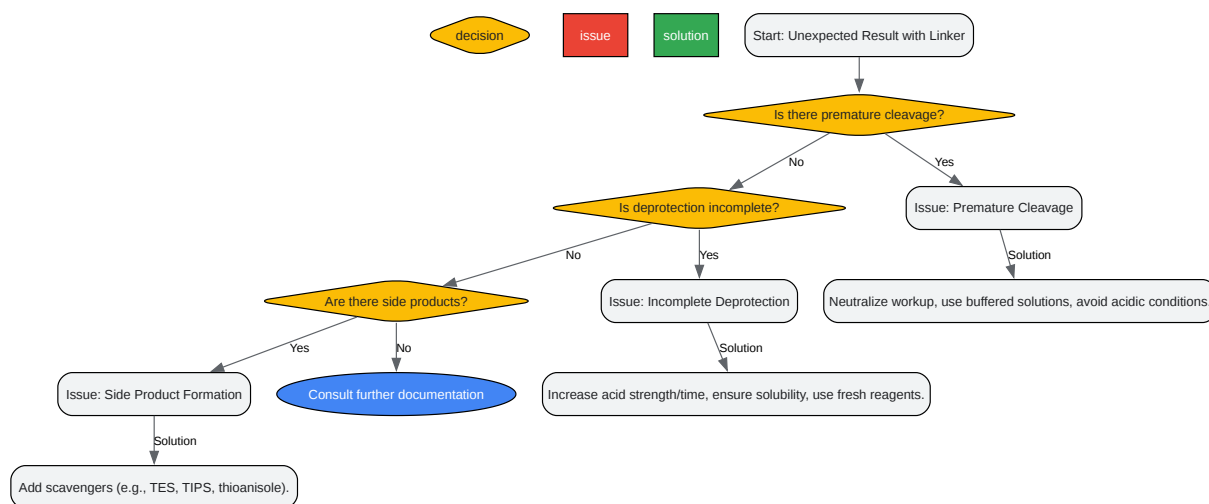 decision
issue
solution
Start: Unexpected Result with Linker
Is there premature cleavage?
No
Yes
Is deprotection incomplete?
Issue: Premature Cleavage
No
Yes
Solution
Are there side products?
Issue: Incomplete Deprotection
Neutralize workup, use buffered solutions, avoid acidic conditions.
Yes
No
Solution
Issue: Side Product Formation
Consult further documentation
Increase acid strength/time, ensure solubility, use fresh reagents.
Solution
Add scavengers (e.g., TES, TIPS, thioanisole).